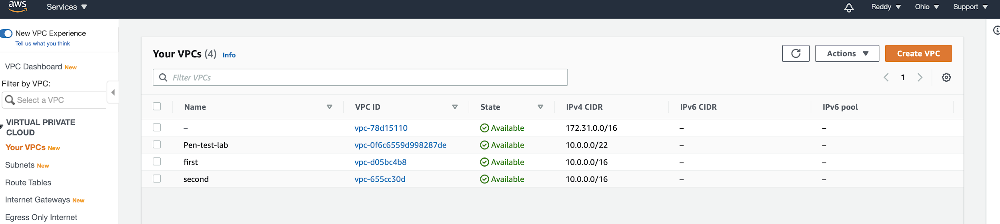 aws Services Reddy Ohio Support
New VPC Experience
Tell us what you think
VPC Dashboard New
Filter by VPC:
Select a VPC
VIRTUAL PRIVATE
CLOUD
Your VPCs New
Subnets New
Route Tables
Internet Gateways New
Egress Only Internet
Your VPCs (4) Info
Actions Create VPC
Filter VPCs
1
Name VPC ID State IPv4 CIDR IPv6 CIDR IPv6 pool
– vpc-78d15110 Available 172.31.0.0/16 – –
Pen-test-lab vpc-0f6c6559d998287de Available 10.0.0.0/22 – –
first vpc-d05bc4b8 Available 10.0.0.0/16 – –
second vpc-655cc30d Available 10.0.0.0/16 – –